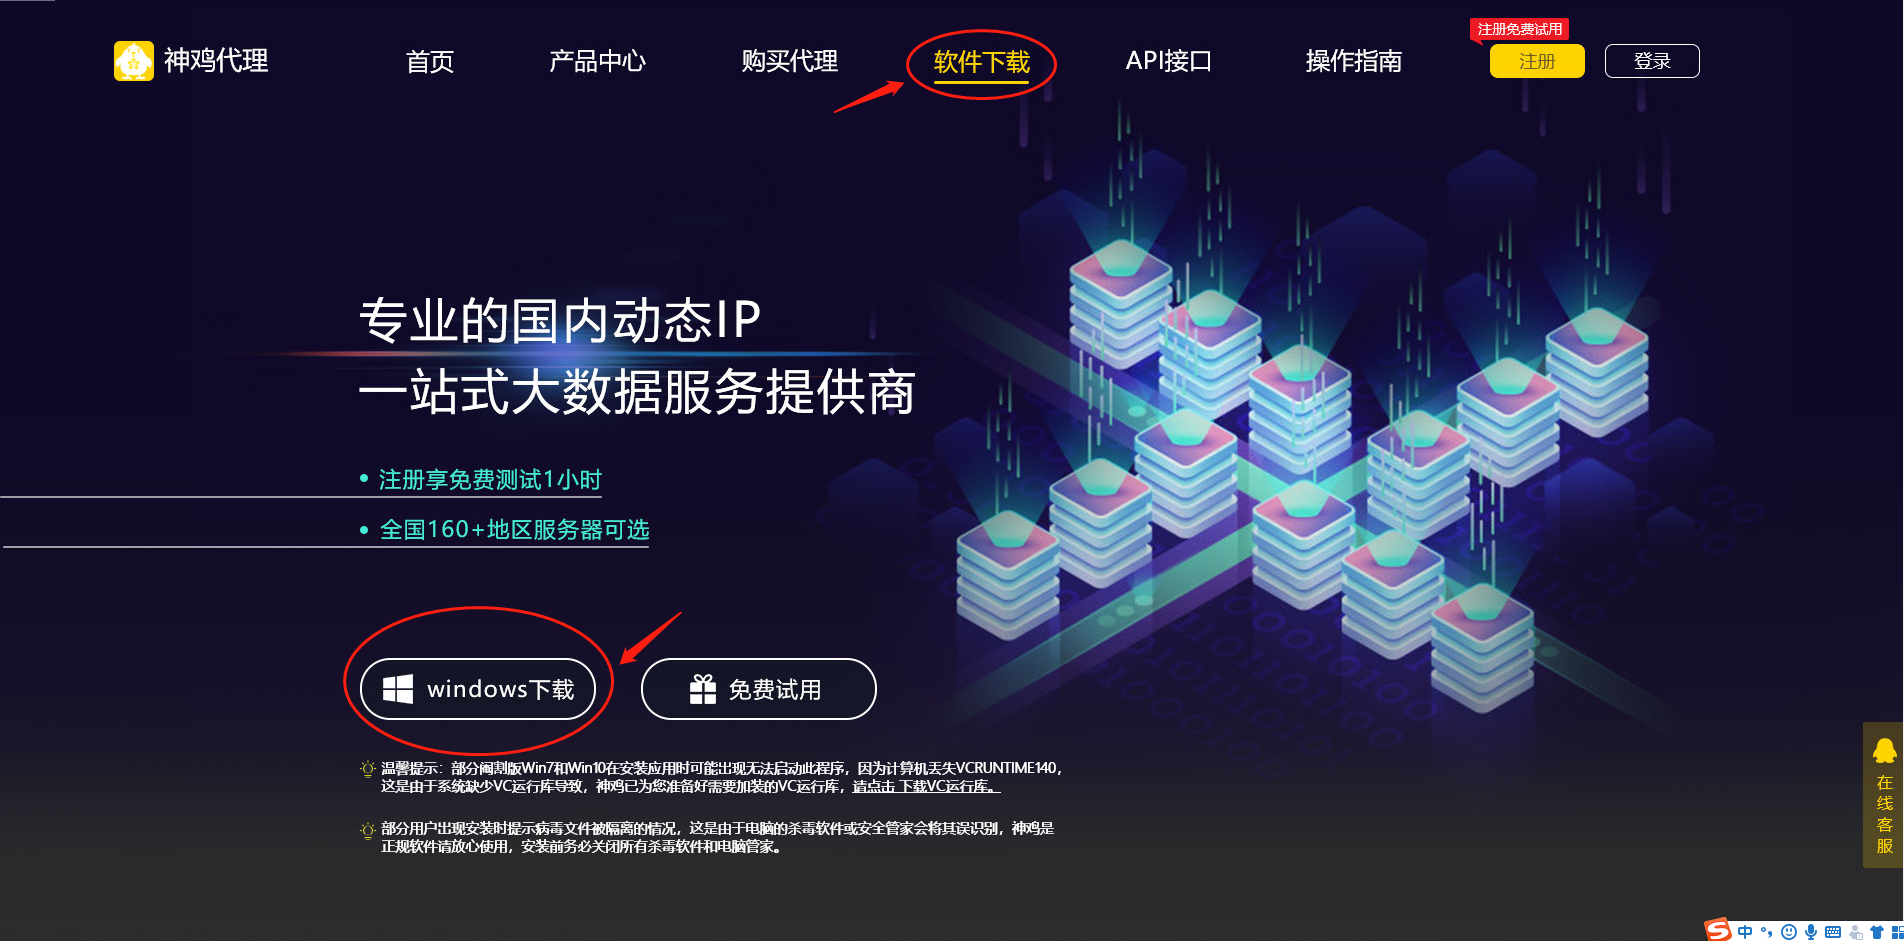 注册免费试用
神鸡代理 首页 产品中心 购买代理 软件下载 API接口 操作指南 注册 登录
专业的国内动态IP
一站式大数据服务提供商
• 注册享免费测试1小时
• 全国160+地区服务器可选
windows下载 免费试用
温馨提示：部分阉割版Win7和Win10在安装应用时可能出现无法启动此程序，因为计算机丢失VCRUNTIME140，
这是由于系统缺少VC运行库导致，神鸡已为您准备好需要加装的VC运行库，请点击 下载VC运行库。
部分用户出现安装时提示病毒文件被隔离的情况，这是由于电脑的杀毒软件或安全管家会将其误识别，神鸡是
正规软件请放心使用，安装前务必关闭所有杀毒软件和电脑管家。
在
线
客
服
S 中